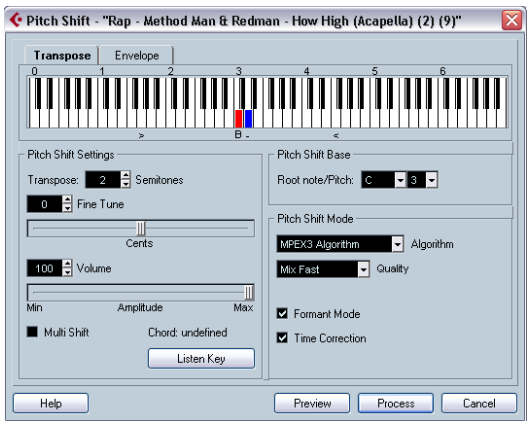 Pitch Shift - "Rap - Method Man & Redman - How High (Acapella) (2) (9)"
Transpose Envelope
0 1 2 3 4 5 6
> B - <
Pitch Shift Settings
Transpose: 2 Semitones
0 Fine Tune
Cents
100 Volume
Min Amplitude Max
Multi Shift Chord: undefined
Listen Key
Pitch Shift Base
Root note/Pitch: C 3
Pitch Shift Mode
MPEX3 Algorithm Algorithm
Mix Fast Quality
Formant Mode
Time Correction
Help Preview Process Cancel